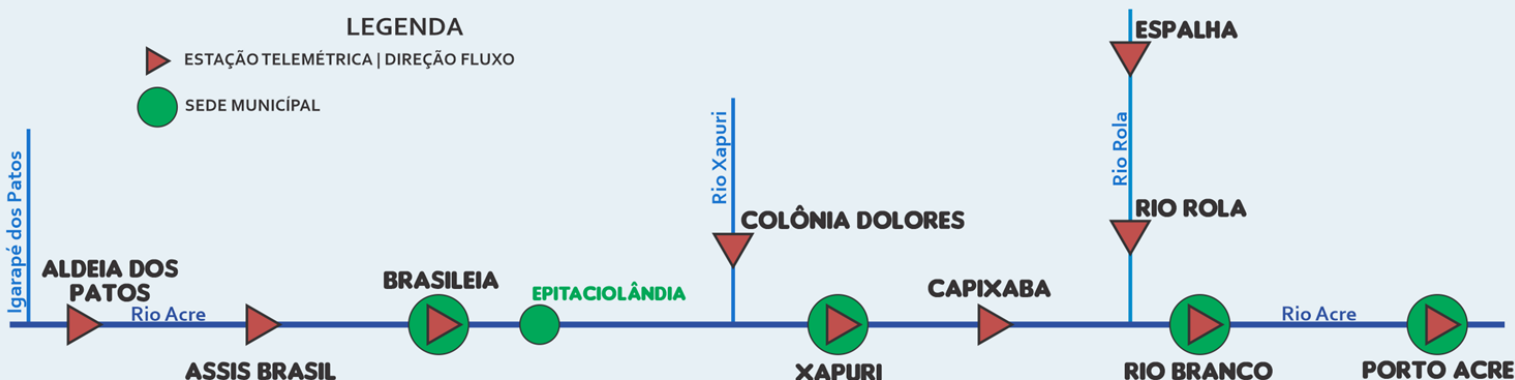 LEGENDA
ESTAÇÃO TELEMÉTRICA | DIREÇÃO FLUXO
SEDE MUNICÍPAL
Igarapé dos Patos
ALDEIA DOS
PATOS
Rio Acre
ASSIS BRASIL
BRASILEIA
EPITACIOLÂNDIA
Rio Xapuri
COLÔNIA DOLORES
XAPURI
CAPIXABA
ESPALHA
Rio Rola
RIO ROLA
RIO BRANCO
Rio Acre
PORTO ACRE